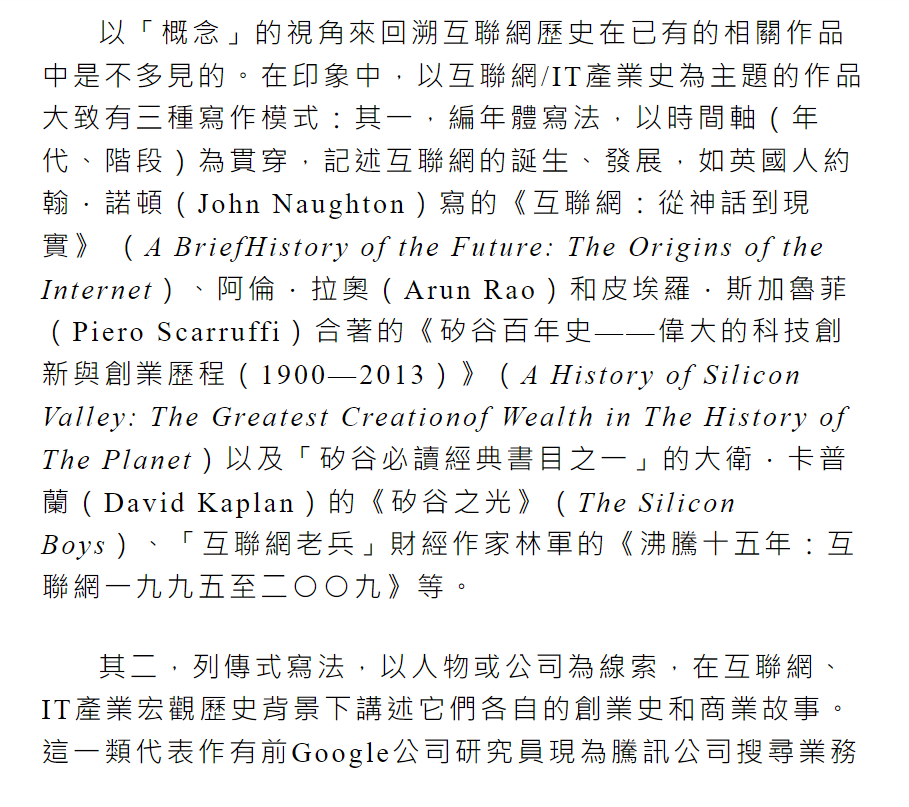 以「概念」的視角來回溯互聯網歷史在已有的相關作品
中是不多見的。在印象中，以互聯網/IT產業史為主題的作品
大致有三種寫作模式：其一，編年體寫法，以時間軸（年
代、階段）為貫穿，記述互聯網的誕生、發展，如英國人約
翰．諾頓（John Naughton）寫的《互聯網：從神話到現
實》（A BriefHistory of the Future: The Origins of the
Internet）、阿倫．拉奧（Arun Rao）和皮埃羅．斯加魯菲
（Piero Scarruffi）合著的《矽谷百年史——偉大的科技創
新與創業歷程（1900—2013）》（A History of Silicon
Valley: The Greatest Creationof Wealth in The History of
The Planet）以及「矽谷必讀經典書目之一」的大衛．卡普
蘭（David Kaplan）的《矽谷之光》（The Silicon
Boys）、「互聯網老兵」財經作家林軍的《沸騰十五年：互
聯網一九九五至二〇〇九》等。
其二，列傳式寫法，以人物或公司為線索，在互聯網、
IT產業宏觀歷史背景下講述它們各自的創業史和商業故事。
這一類代表作有前Google公司研究員現為騰訊公司搜尋業務